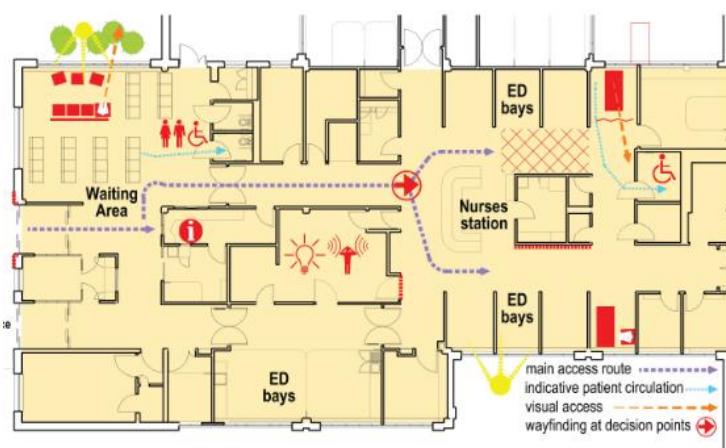 ED
bays
Waiting
Area
i
Nurses
station
ED
bays
ED
bays
main access route
indicative patient circulation
visual access
wayfinding at decision points